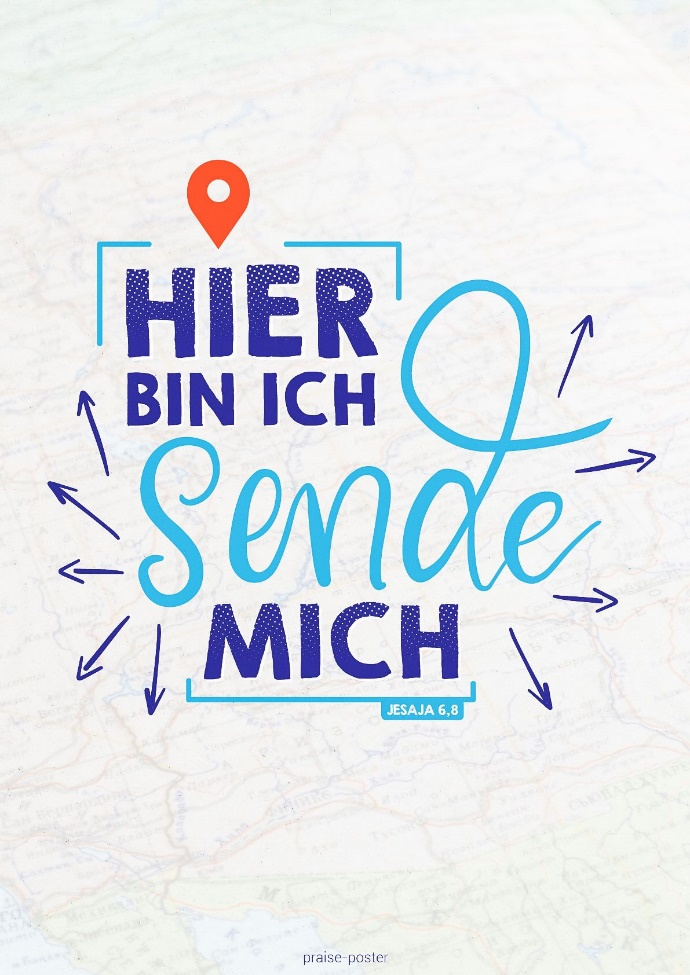 HIER
BIN ICH
sende
MICH
JESAJA 6,8
praise-poster